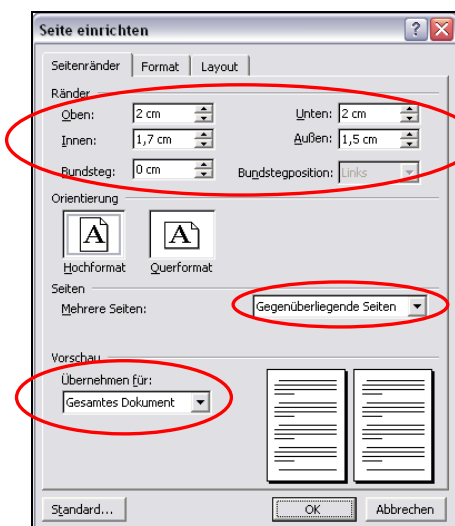 Seite einrichten
Seitenränder Format Layout
Ränder
Oben: 2 cm Unten: 2 cm
Innen: 1,7 cm Außen: 1,5 cm
Bundsteg: 0 cm Bundstegposition: Links
Orientierung
A A
Hochformat Querformat
Seiten
Mehrere Seiten: Gegenüberliegende Seiten
Vorschau
Übernehmen für:
Gesamtes Dokument
Standard... OK Abbrechen